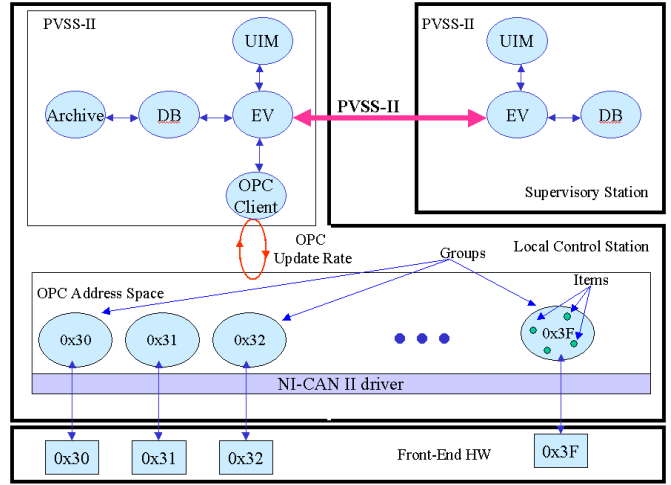 PVSS-II
PVSS-II
UIM
UIM
PVSS-II
Archive
DB
EV
EV
DB
OPC
Client
Supervisory Station
OPC
Update Rate
Groups
Local Control Station
Items
OPC Address Space
0x30
0x31
0x32
0x3F
NI-CAN II driver
0x30
0x31
0x32
Front-End HW
0x3F